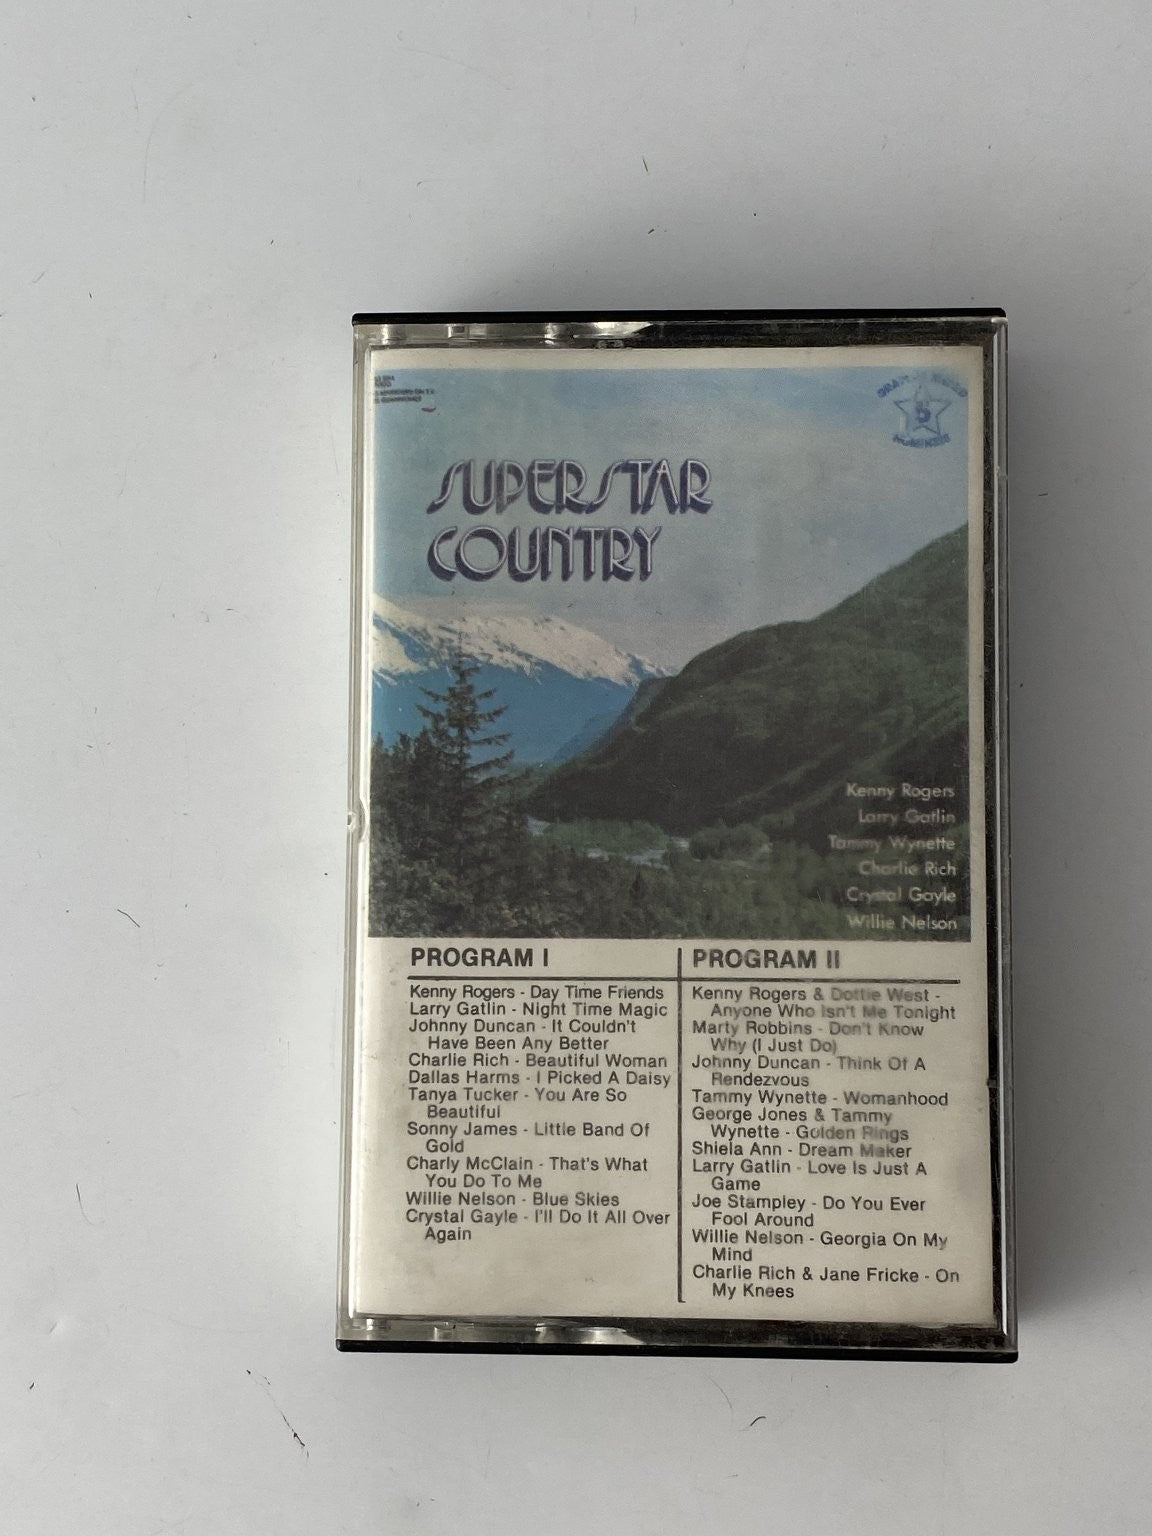 SUPERSTAR
COUNTRY
Kenny Rogers
Larry Gatlin
Tammy Wynette
Charlie Rich
Crystal Gayle
Willie Nelson
PROGRAM I
Kenny Rogers - Day Time Friends
Larry Gatlin - Night Time Magic
Johnny Duncan - It Couldn't
Have Been Any Better
Charlie Rich - Beautiful Woman
Dallas Harms - I Picked A Daisy
Tanya Tucker - You Are So
Beautiful
Sonny James - Little Band Of
Gold
Charly McClain - That's What
You Do To Me
Willie Nelson - Blue Skies
Crystal Gayle - I'll Do It All Over
Again
PROGRAM II
Kenny Rogers & Dottie West -
Anyone Who Isn't Me Tonight
Marty Robbins - Don't Know
Why (I Just Do)
Johnny Duncan - Think Of A
Rendezvous
Tammy Wynette - Womanhood
George Jones & Tammy
Wynette - Golden Rings
Shiela Ann - Dream Maker
Larry Gatlin - Love Is Just A
Game
Joe Stampley - Do You Ever
Fool Around
Willie Nelson - Georgia On My
Mind
Charlie Rich & Jane Fricke - On
My Knees